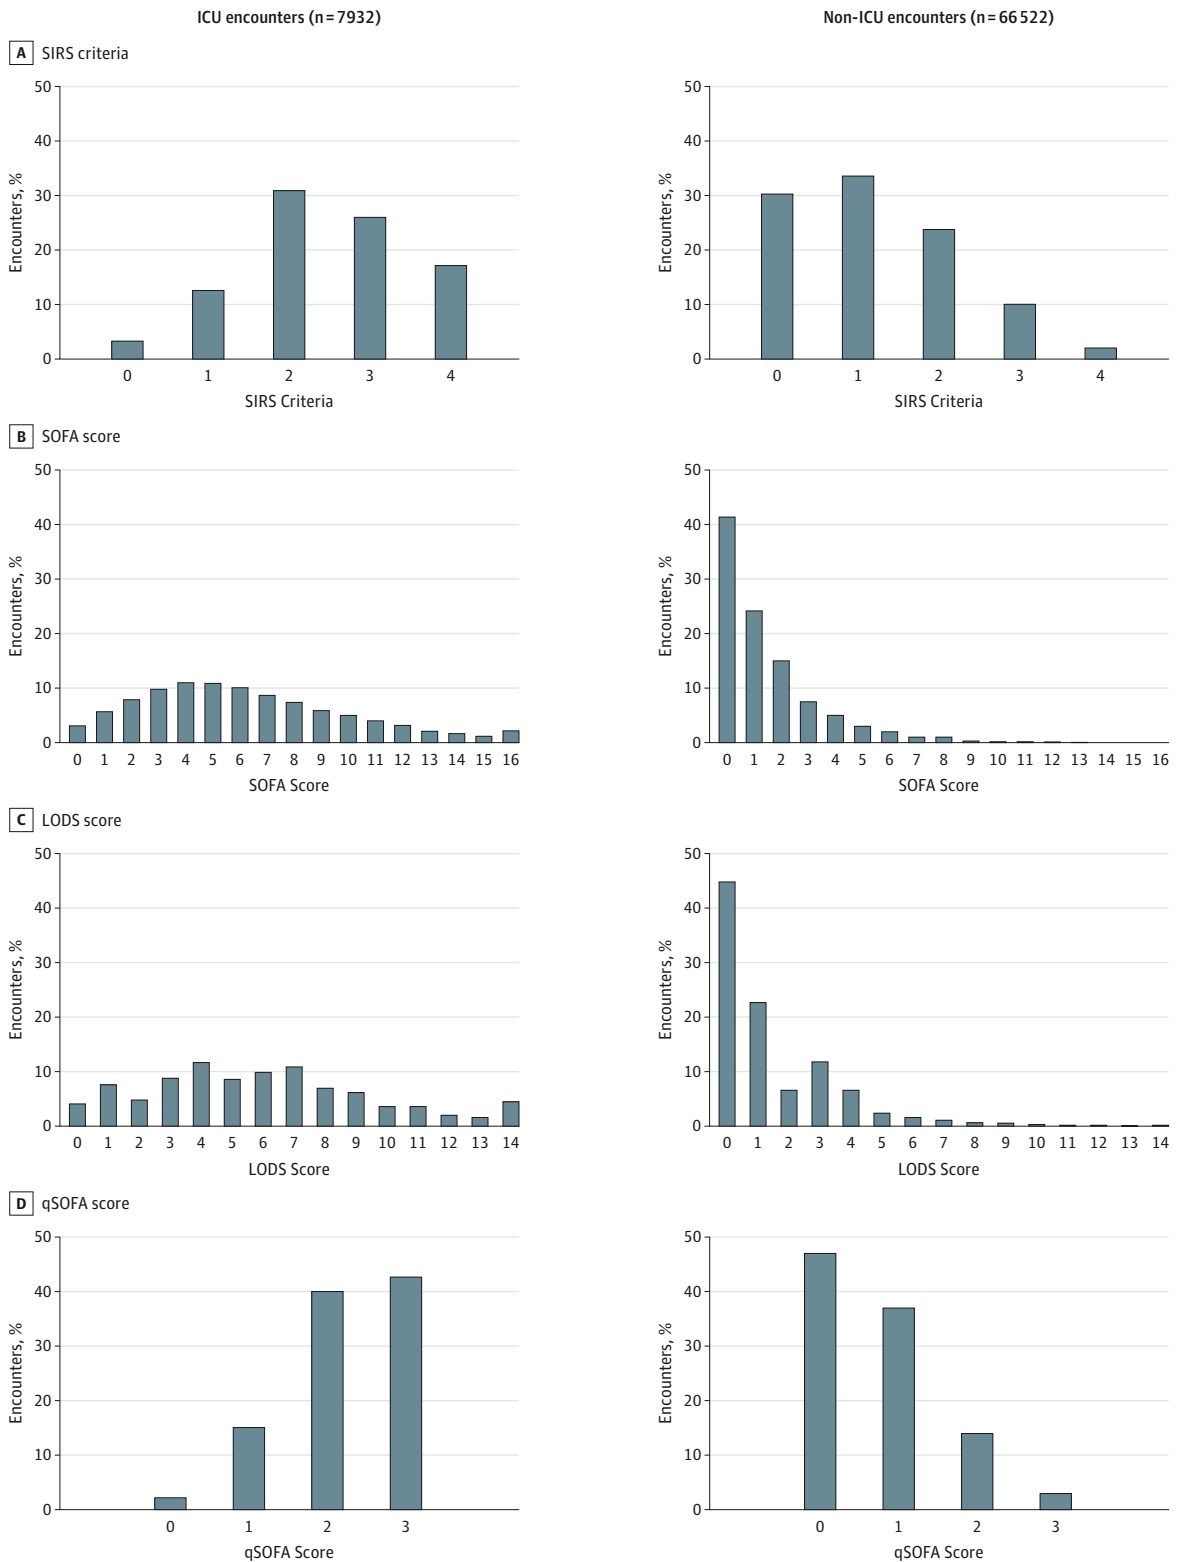 ICU encounters (n = 7932)
Non-ICU encounters (n = 66 522)
A SIRS criteria
50
40
30
20
10
0
Encounters, %
0 1 2 3 4
SIRS Criteria
50
40
30
20
10
0
Encounters, %
0 1 2 3 4
SIRS Criteria
B SOFA score
50
40
30
20
10
0
Encounters, %
0 1 2 3 4 5 6 7 8 9 10 11 12 13 14 15 16
SOFA Score
50
40
30
20
10
0
Encounters, %
0 1 2 3 4 5 6 7 8 9 10 11 12 13 14 15 16
SOFA Score
C LODS score
50
40
30
20
10
0
Encounters, %
0 1 2 3 4 5 6 7 8 9 10 11 12 13 14
LODS Score
50
40
30
20
10
0
Encounters, %
0 1 2 3 4 5 6 7 8 9 10 11 12 13 14
LODS Score
D qSOFA score
50
40
30
20
10
0
Encounters, %
0 1 2 3
qSOFA Score
50
40
30
20
10
0
Encounters, %
0 1 2 3
qSOFA Score